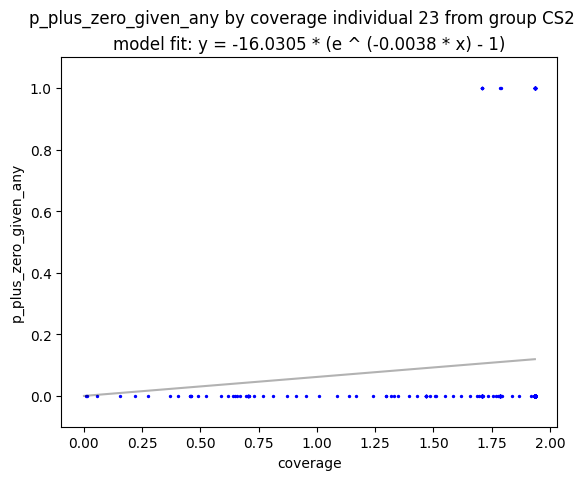 p_plus_zero_given_any by coverage individual 23 from group CS2
model fit: y = -16.0305 * (e ^ (-0.0038 * x) - 1)
1.0
0.8
0.6
0.4
0.2
0.0
p_plus_zero_given_any
0.00 0.25 0.50 0.75 1.00 1.25 1.50 1.75 2.00
coverage